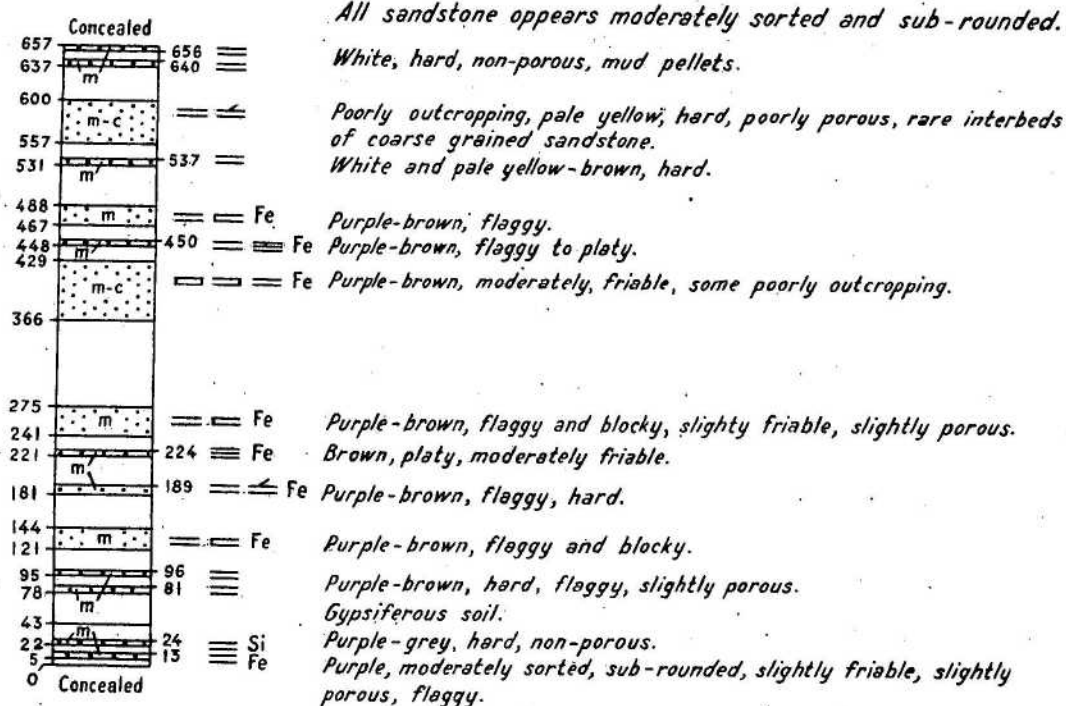 All sandstone oppears moderately sorted and sub-rounded.
Concealed
657 656
White, hard, non-porous, mud pellets.
637 640
m
600
m-c
Poorly outcropping, pale yellow, hard, poorly porous, rare interbeds
of coarse grained sandstone.
557
537
531
m
White and pale yellow-brown, hard.
488
m Fe Purple-brown, flaggy.
467
448 450 Fe Purple-brown, flaggy to platy.
m
429
m-c Fe Purple-brown, moderately, friable, some poorly outcropping.
366
275
m Fe Purple-brown, flaggy and blocky, slighty friable, slightly porous.
241
221 224 Fe Brown, platy, moderately friable.
m
181 189 Fe Purple-brown, flaggy, hard.
144
m Fe Purple-brown, flaggy and blocky.
121
95 96
Purple-brown, hard, flaggy, slightly porous.
78 81
m
Gypsiferous soil.
43
m
22 24 Si Purple-grey, hard, non-porous.
5 13 Fe Purple, moderately sorted, sub-rounded, slightly friable, slightly
porous, flaggy.
0
Concealed